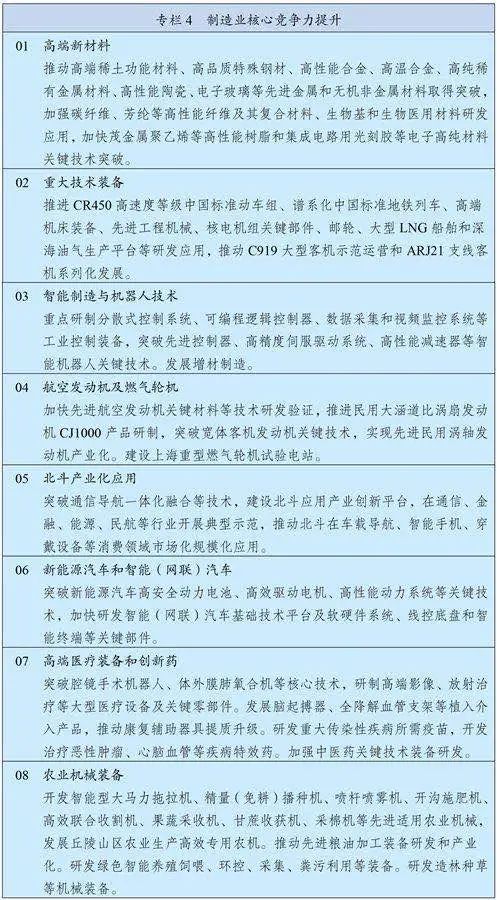 专栏4 制造业核心竞争力提升
01 高端新材料
推动高端稀土功能材料、高品质特殊钢材、高性能合金、高温合金、高纯稀
有金属材料、高性能陶瓷、电子玻璃等先进金属和无机非金属材料取得突破,
加强碳纤维、芳纶等高性能纤维及其复合材料、生物基和生物医用材料研发
应用,加快茂金属聚乙烯等高性能树脂和集成电路用光刻胶等电子高纯材料
关键技术突破。
02 重大技术装备
推进CR450高速度等级中国标准动车组、谱系化中国标准地铁列车、高端
机床装备、先进工程机械、核电机组关键部件、邮轮、大型LNG船舶和深
海油气生产平台等研发应用,推动C919大型客机示范运营和ARJ21支线客
机系列化发展。
03 智能制造与机器人技术
重点研制分散式控制系统、可编程逻辑控制器、数据采集和视频监控系统等
工业控制装备,突破先进控制器、高精度伺服驱动系统、高性能减速器等智
能机器人关键技术。发展增材制造。
04 航空发动机及燃气轮机
加快先进航空发动机关键材料等技术研发验证,推进民用大涵道比涡扇发动
机CJ1000产品研制,突破宽体客机发动机关键技术,实现先进民用涡轴发
动机产业化。建设上海重型燃气轮机试验电站。
05 北斗产业化应用
突破通信导航一体化融合等技术,建设北斗应用产业创新平台,在通信、金
融、能源、民航等行业开展典型示范,推动北斗在车载导航、智能手机、穿
戴设备等消费领域市场化规模化应用。
06 新能源汽车和智能(网联)汽车
突破新能源汽车高安全动力电池、高效驱动电机、高性能动力系统等关键技
术,加快研发智能(网联)汽车基础技术平台及软硬件系统、线控底盘和智
能终端等关键部件。
07 高端医疗装备和创新药
突破腔镜手术机器人、体外膜肺氧合机等核心技术,研制高端影像、放射治
疗等大型医疗设备及关键零部件。发展脑起搏器、全降解血管支架等植入介
入产品,推动康复辅助器具提质升级。研发重大传染性疾病所需疫苗,开发
治疗恶性肿瘤、心脑血管等疾病特效药。加强中医药关键技术装备研发。
08 农业机械装备
开发智能型大马力拖拉机、精量(免耕)播种机、喷杆喷雾机、开沟施肥机、
高效联合收割机、果蔬采收机、甘蔗收获机、采棉机等先进适用农业机械,
发展丘陵山区农业生产高效专用农机。推动先进粮油加工装备研发和产业
化。研发绿色智能养殖饲喂、环控、采集、粪污利用等装备。研发造林种草
等机械装备。